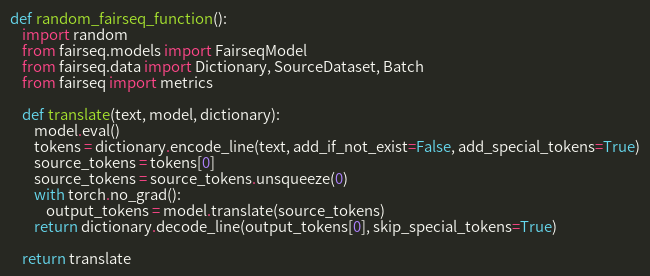 def random_fairseq_function():
    import random
    from fairseq.models import FairseqModel
    from fairseq.data import Dictionary, SourceDataset, Batch
    from fairseq import metrics

    def translate(text, model, dictionary):
        model.eval()
        tokens = dictionary.encode_line(text, add_if_not_exist=False, add_special_tokens=True)
        source_tokens = tokens[0]
        source_tokens = source_tokens.unsqueeze(0)
        with torch.no_grad():
            output_tokens = model.translate(source_tokens)
        return dictionary.decode_line(output_tokens[0], skip_special_tokens=True)

    return translate